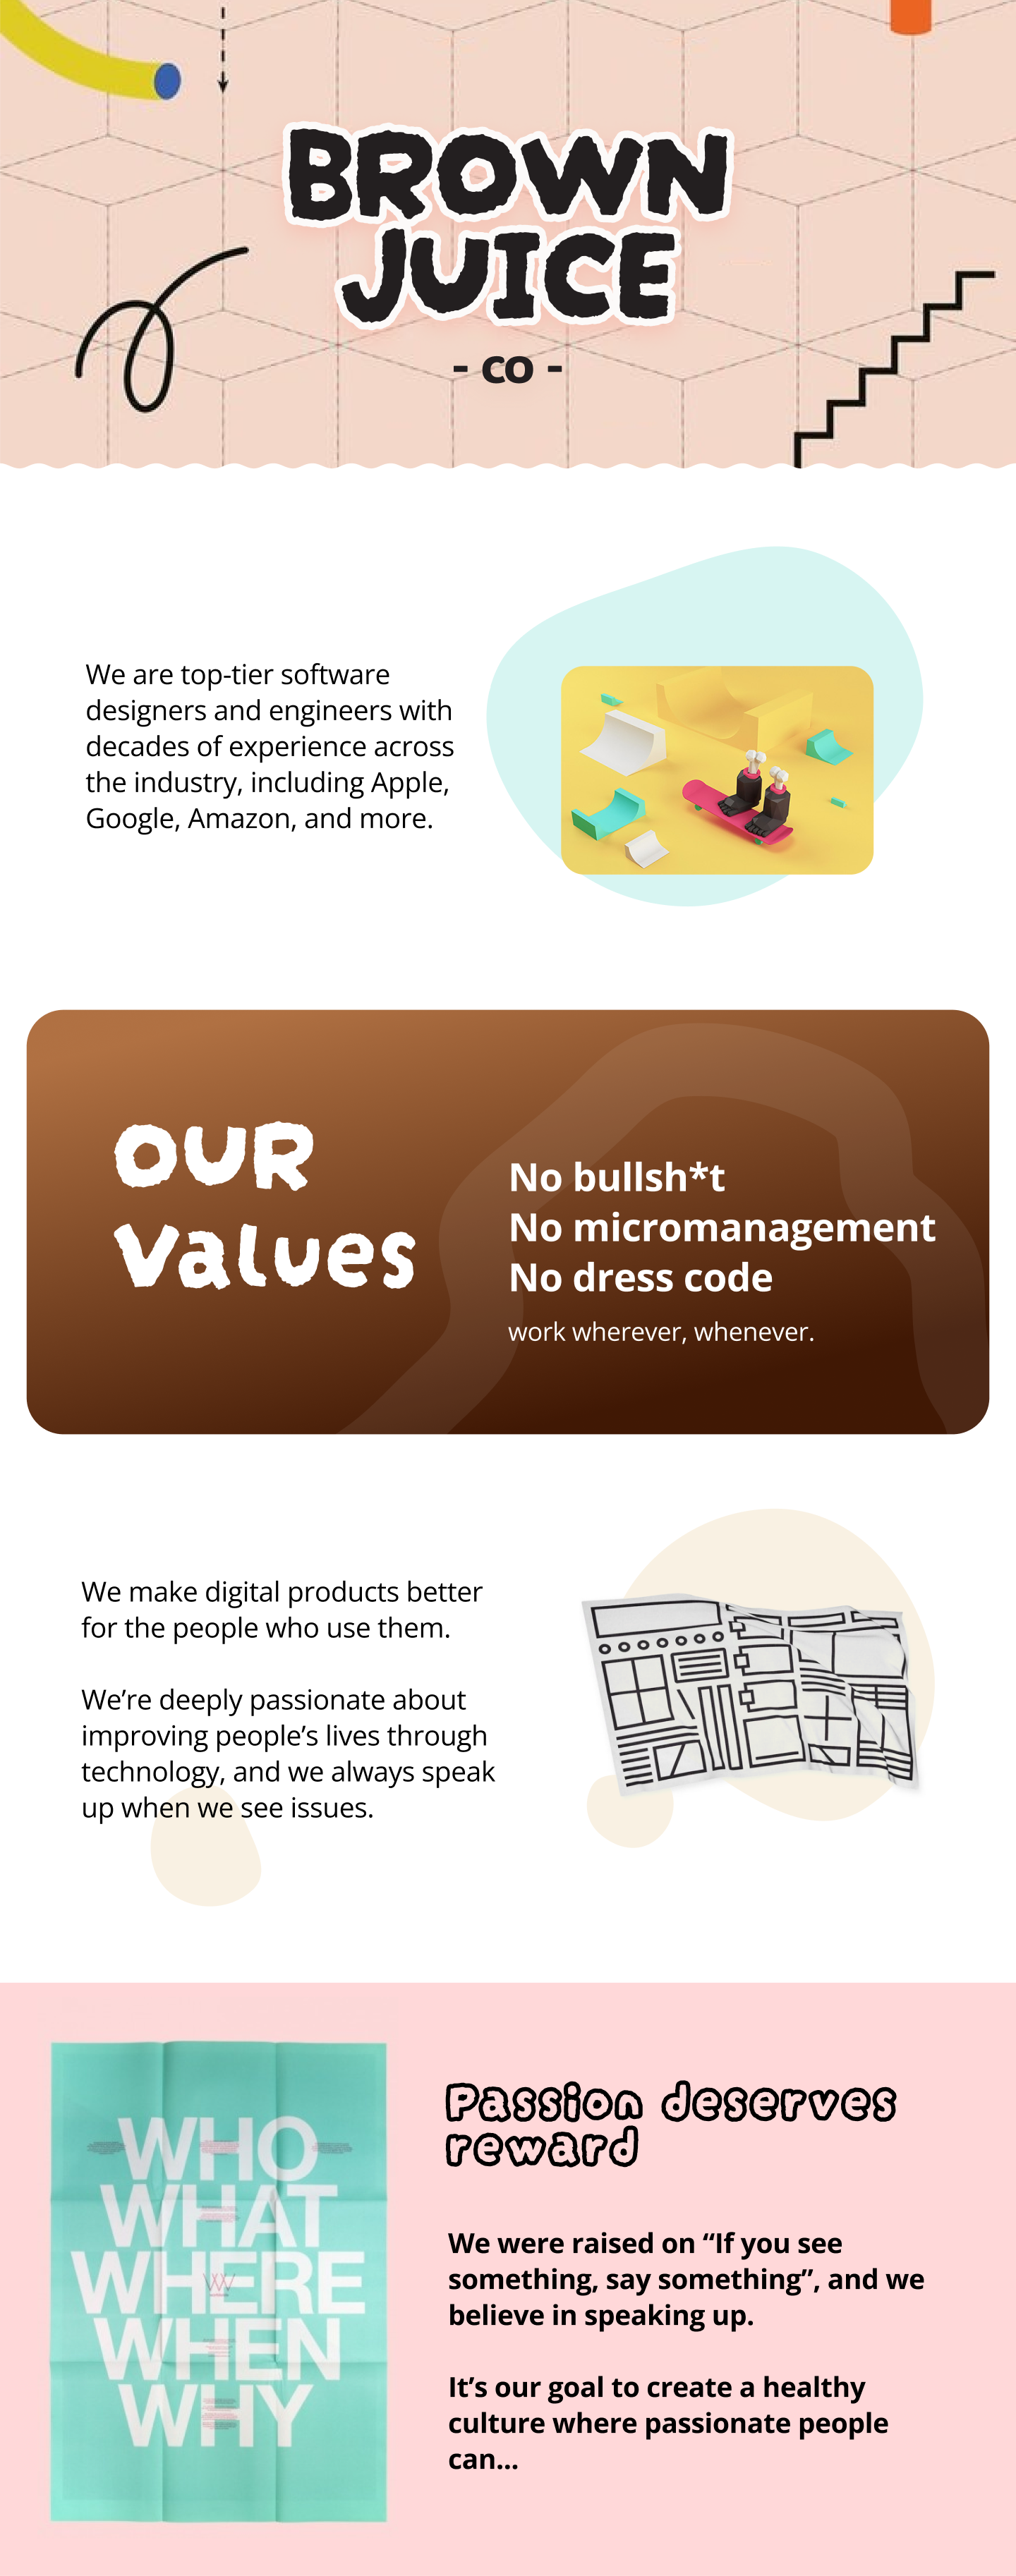 BROWN
JUICE
- co -
We are top-tier software
designers and engineers with
decades of experience across
the industry, including Apple,
Google, Amazon, and more.
OUR
Values
No bullsh*t
No micromanagement
No dress code
work wherever, whenever.
We make digital products better
for the people who use them.
We’re deeply passionate about
improving people’s lives through
technology, and we always speak
up when we see issues.
WHO
WHAT
WHERE
WHEN
WHY
Passion deserves
reward
We were raised on “If you see
something, say something”, and we
believe in speaking up.
It’s our goal to create a healthy
culture where passionate people
can...